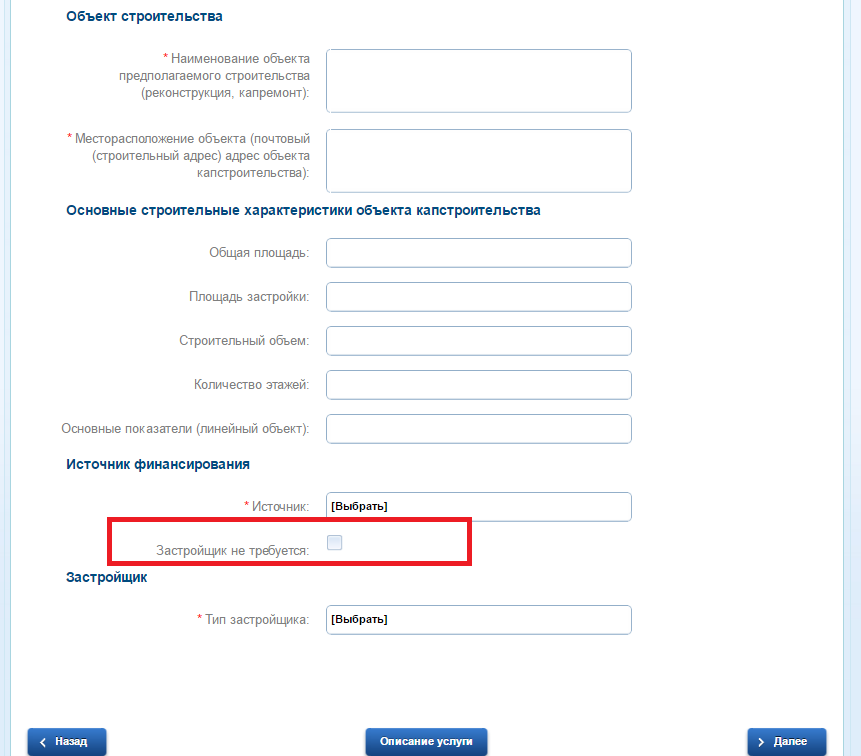 Объект строительства
* Наименование объекта
предполагаемого строительства
(реконструкция, капремонт):
* Месторасположение объекта (почтовый
(строительный адрес) адрес объекта
капстроительства):
Основные строительные характеристики объекта капстроительства
Общая площадь:
Площадь застройки:
Строительный объем:
Количество этажей:
Основные показатели (линейный объект):
Источник финансирования
* Источник: [Выбрать]
Застройщик не требуется:
Застройщик
* Тип застройщика: [Выбрать]
Назад Описание услуги Далее